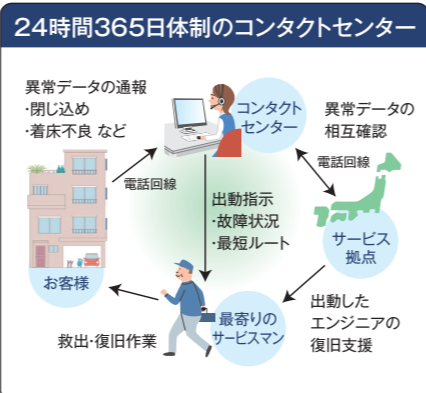 24時間365日体制のコンタクトセンター
異常データの通報
・閉じ込め
・着床不良 など
コンタクト
センター
異常データの
相互確認
電話回線
電話回線
出動指示
・故障状況
・最短ルート
サービス
拠点
お客様
救出・復旧作業
最寄りの
サービスマン
出動した
エンジニアの
復旧支援